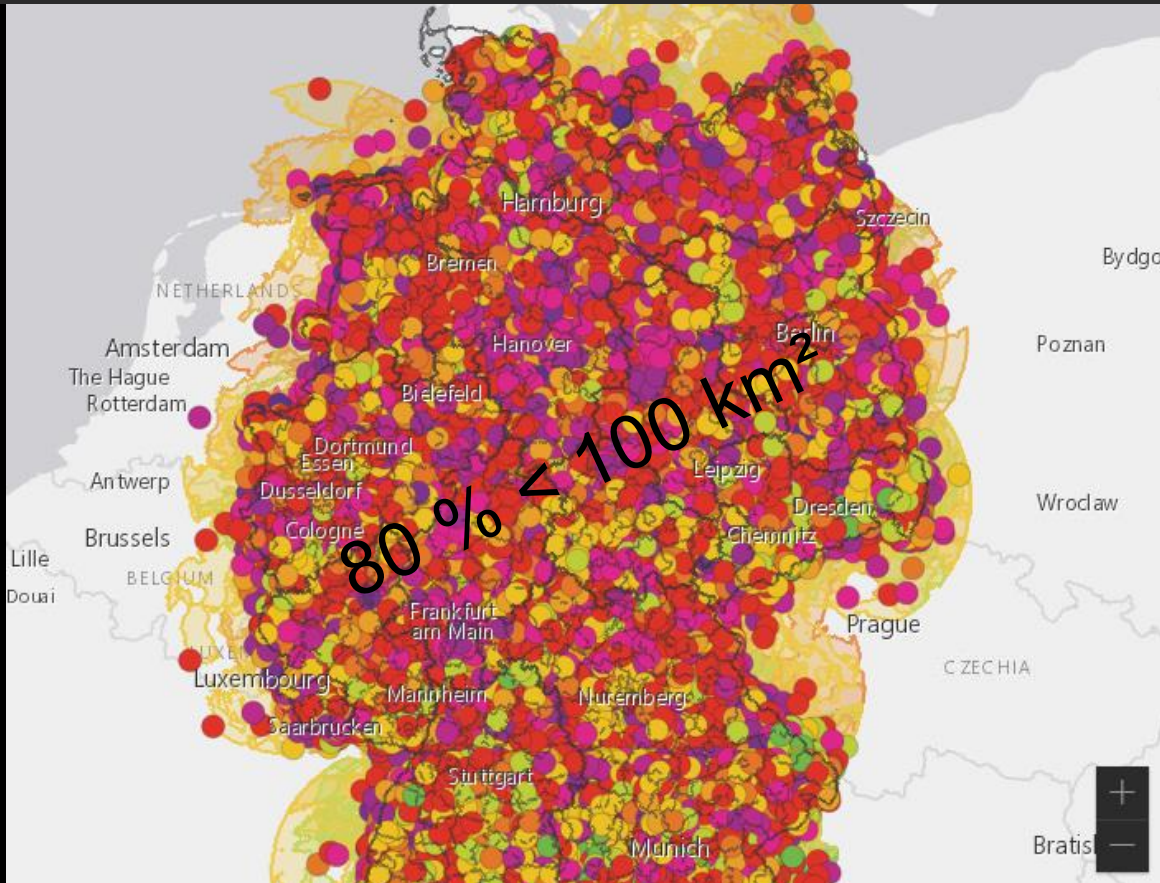 Hamburg
Szczecin
Bydgo
Bremen
NETHERLANDS
Hanover
Berlin
Amsterdam
Poznan
The Hague
Rotterdam
Bielefeld
80 % < 100 km²
Dortmund
Essen
Leipzig
Antwerp
Dusseldorf
Dresden
Wroclaw
Cologne
Chemnitz
Brussels
Lille
BELGIUM
Douai
Frankfurt
am Main
Prague
CZECHIA
Luxembourg
Mannheim
Nuremberg
Saarbrucken
Stuttgart
+
Munich
Bratisl
−